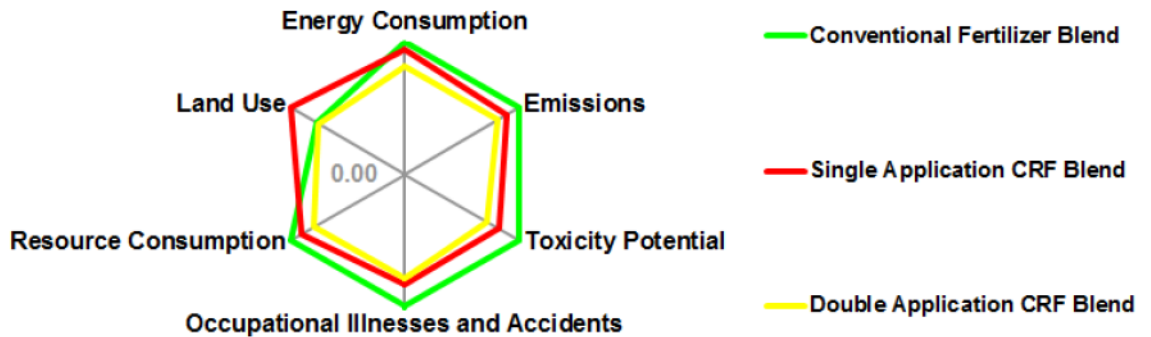 Energy Consumption
Conventional Fertilizer Blend
Land Use
Emissions
0.00
Single Application CRF Blend
Resource Consumption
Toxicity Potential
Double Application CRF Blend
Occupational Illnesses and Accidents